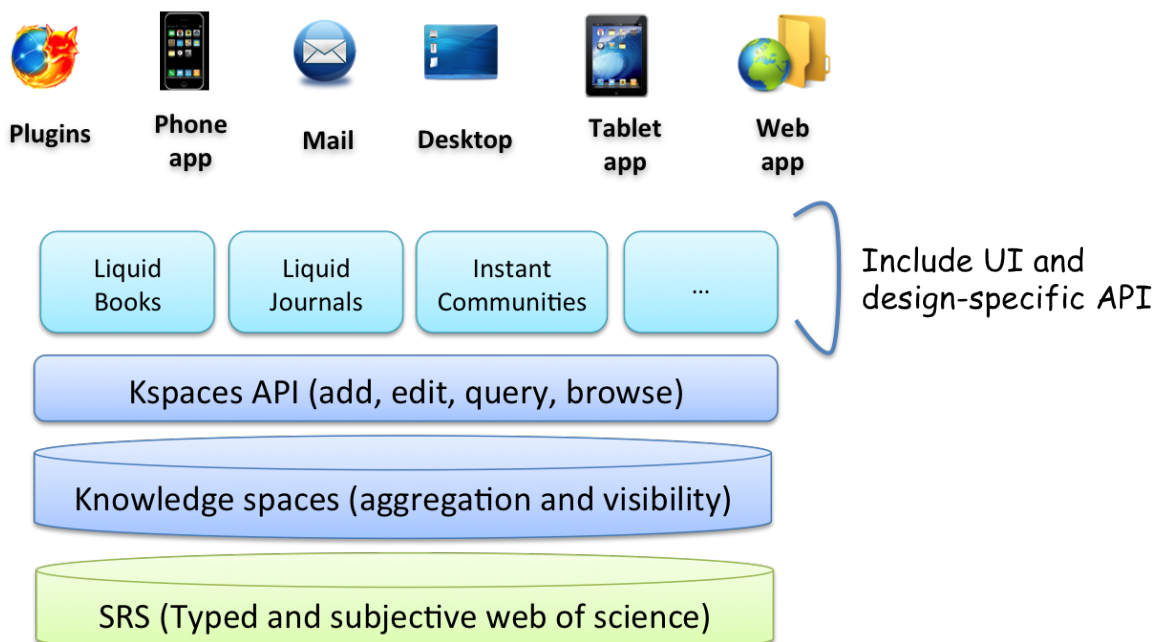 Plugins
Phone
app
Mail
Desktop
Tablet
app
Web
app
Liquid
Books
Liquid
Journals
Instant
Communities
...
Include UI and
design-specific API
Kspaces API (add, edit, query, browse)
Knowledge spaces (aggregation and visibility)
SRS (Typed and subjective web of science)